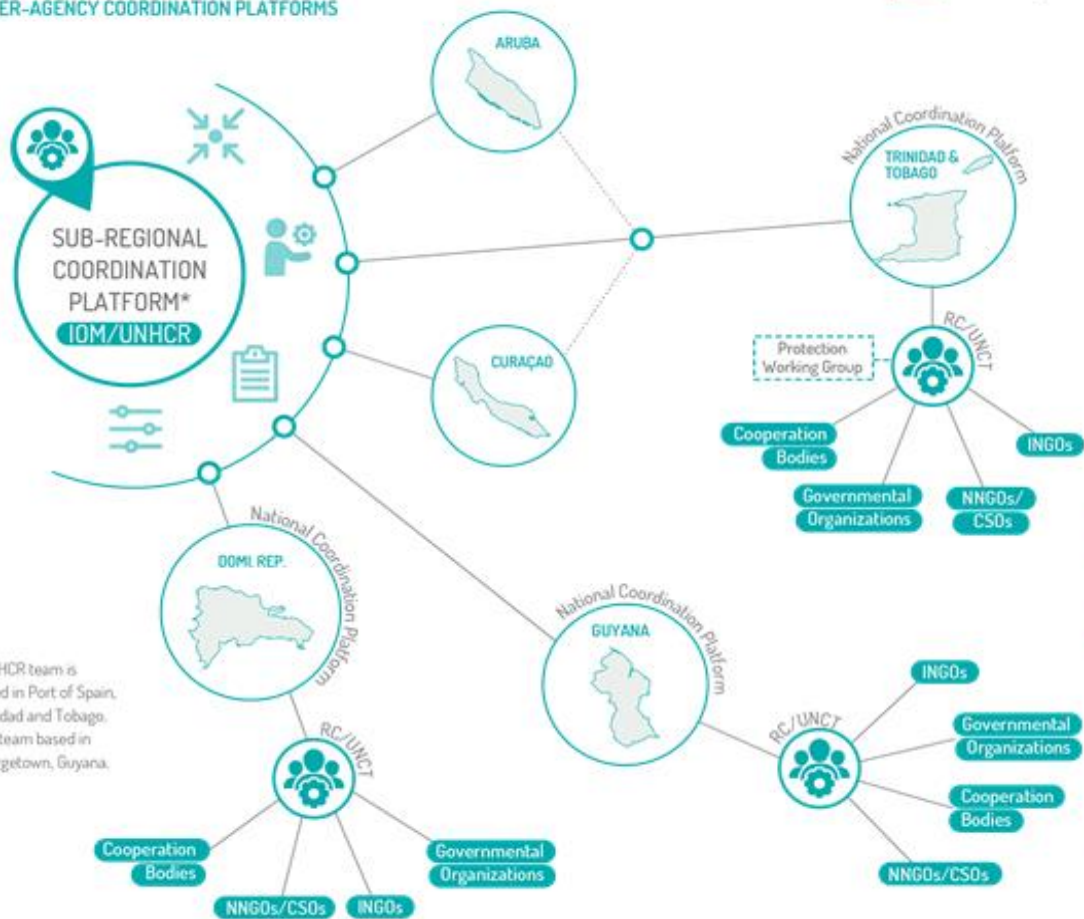 ER-AGENCY COORDINATION PLATFORMS
ARUBA
National Coordination Platform
TRINIDAD &
TOBAGO
SUB-REGIONAL
COORDINATION
PLATFORM*
IOM/UNHCR
CURAÇAO
RC/UNCT
Protection
Working Group
Cooperation
Bodies
Governmental
Organizations
NNGOs/
CSOs
INGOs
National Coordination Platform
DOMI. REP.
National Coordination Platform
GUYANA
HCR team is
d in Port of Spain,
dad and Tobago.
team based in
rgetown, Guyana.
RC/UNCT
Cooperation
Bodies
NNGOs/CSOs
INGOs
Governmental
Organizations
RC/UNCT
INGOs
Governmental
Organizations
Cooperation
Bodies
NNGOs/CSOs